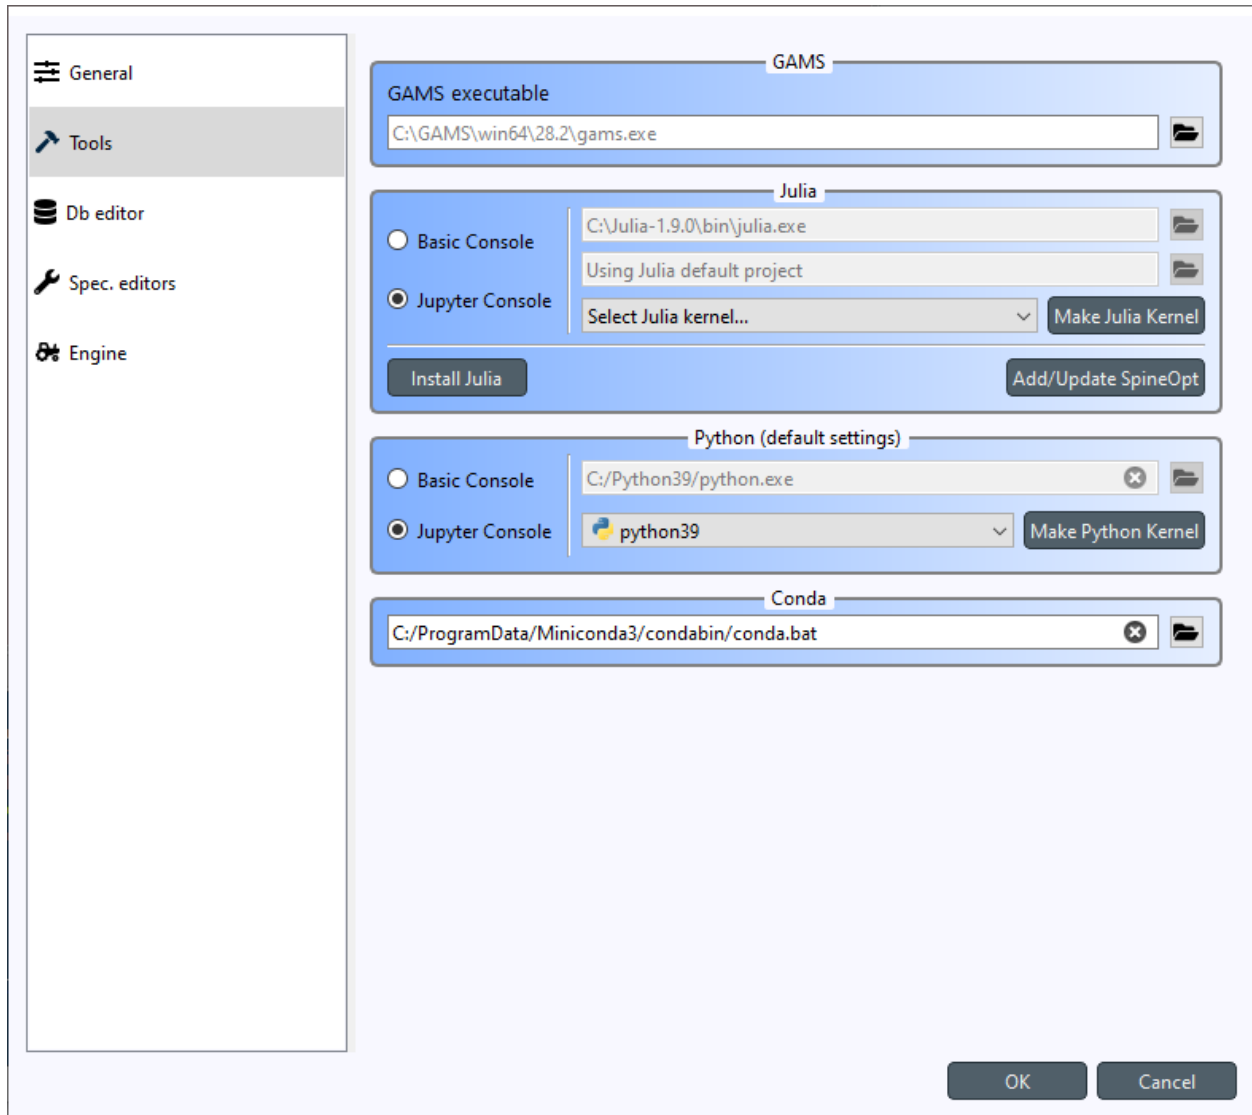 General
Tools
Db editor
Spec. editors
Engine
GAMS
GAMS executable
C:\GAMS\win64\28.2\gams.exe
Julia
Basic Console
C:\Julia-1.9.0\bin\julia.exe
Using Julia default project
Jupyter Console
Select Julia kernel...
Make Julia Kernel
Install Julia
Add/Update SpineOpt
Python (default settings)
Basic Console
C:/Python39/python.exe
Jupyter Console
python39
Make Python Kernel
Conda
C:/ProgramData/Miniconda3/condabin/conda.bat
OK
Cancel